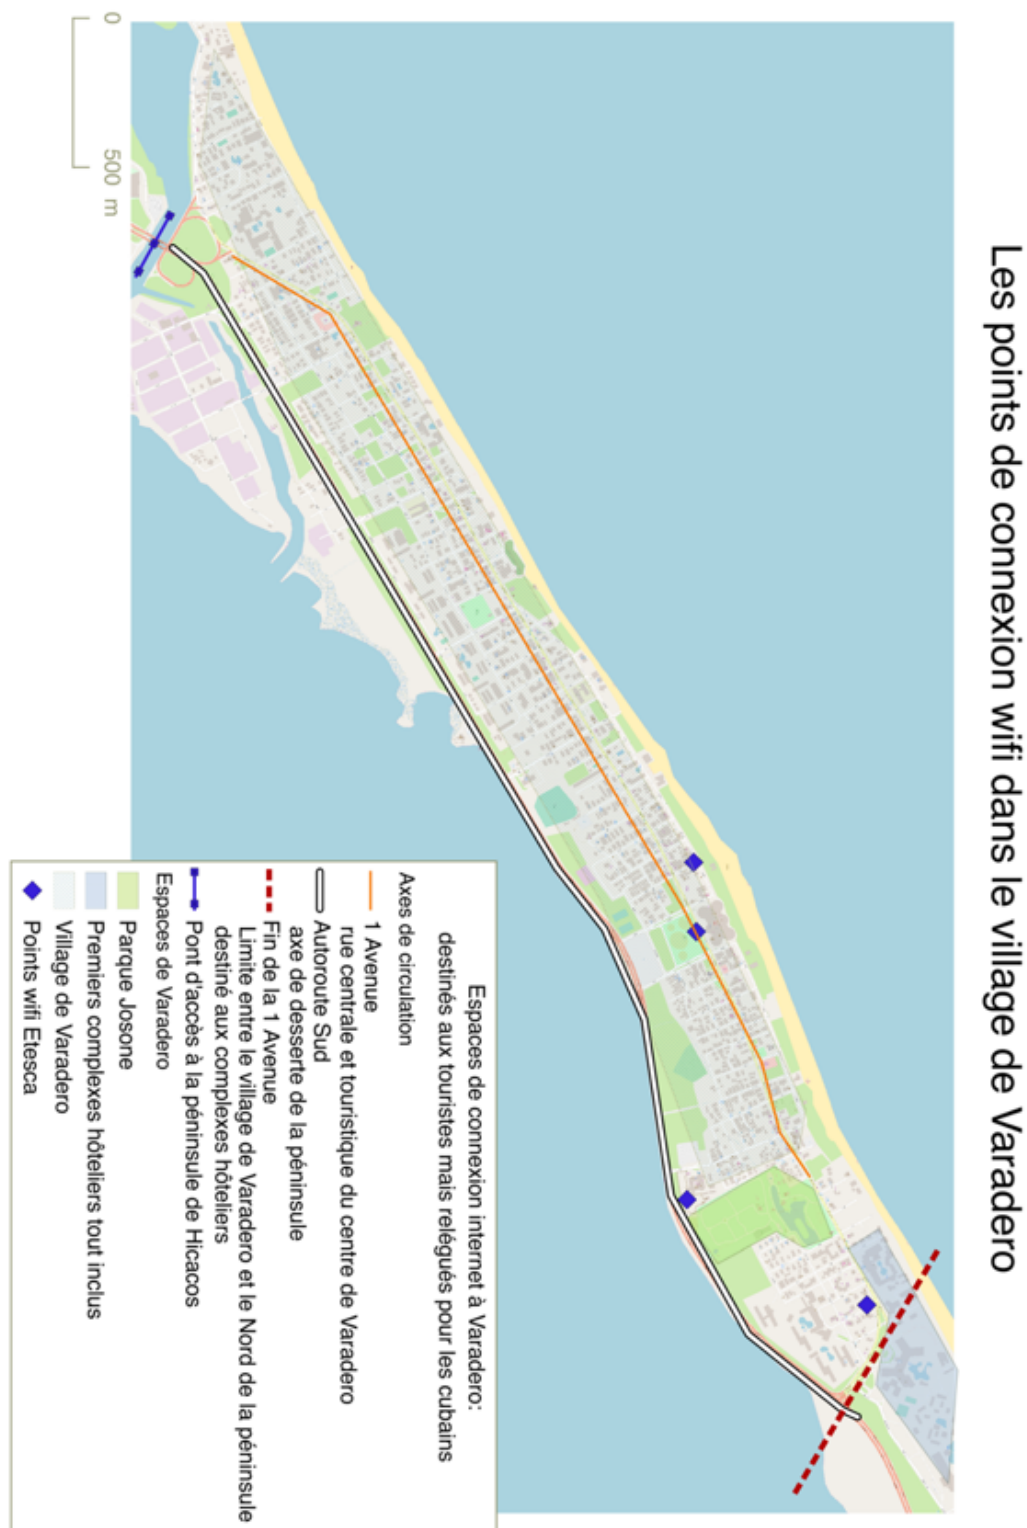 Les points de connexion wifi dans le village de Varadero
0 500 m
Espaces de connexion internet à Varadero:
destinés aux touristes mais relégués pour les cubains
Axes de circulation
1 Avenue
rue centrale et touristique du centre de Varadero
Autoroute Sud
axe de desserte de la péninsule
Fin de la 1 Avenue
Limite entre le village de Varadero et le Nord de la péninsule
destiné aux complexes hôteliers
Pont d'accès à la péninsule de Hicacos
Espaces de Varadero
Parque Josone
Premiers complexes hôteliers tout inclus
Village de Varadero
Points wifi Etesca